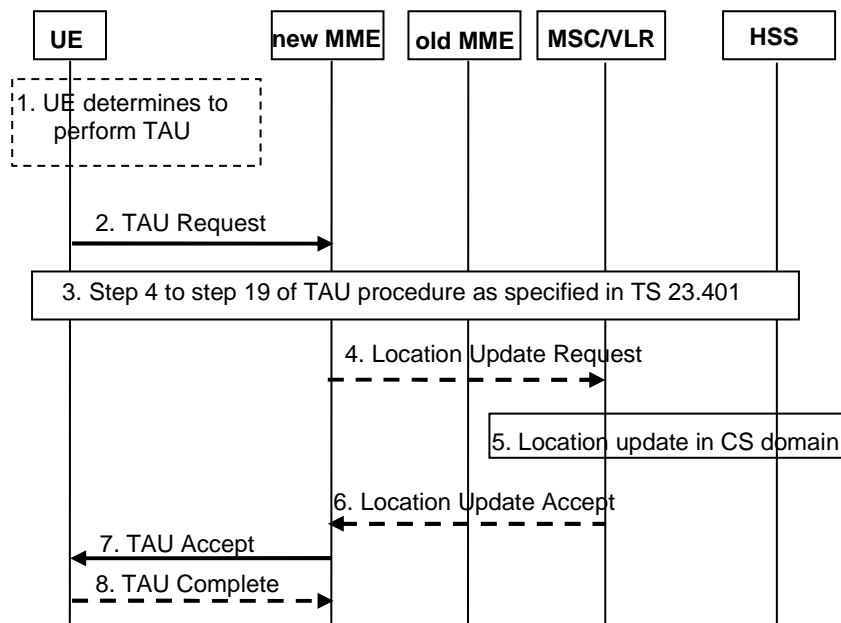 UE
new MME
old MME
MSC/VLR
HSS
1. UE determines to
perform TAU
2. TAU Request
3. Step 4 to step 19 of TAU procedure as specified in TS 23.401
4. Location Update Request
5. Location update in CS domain
6. Location Update Accept
7. TAU Accept
8. TAU Complete